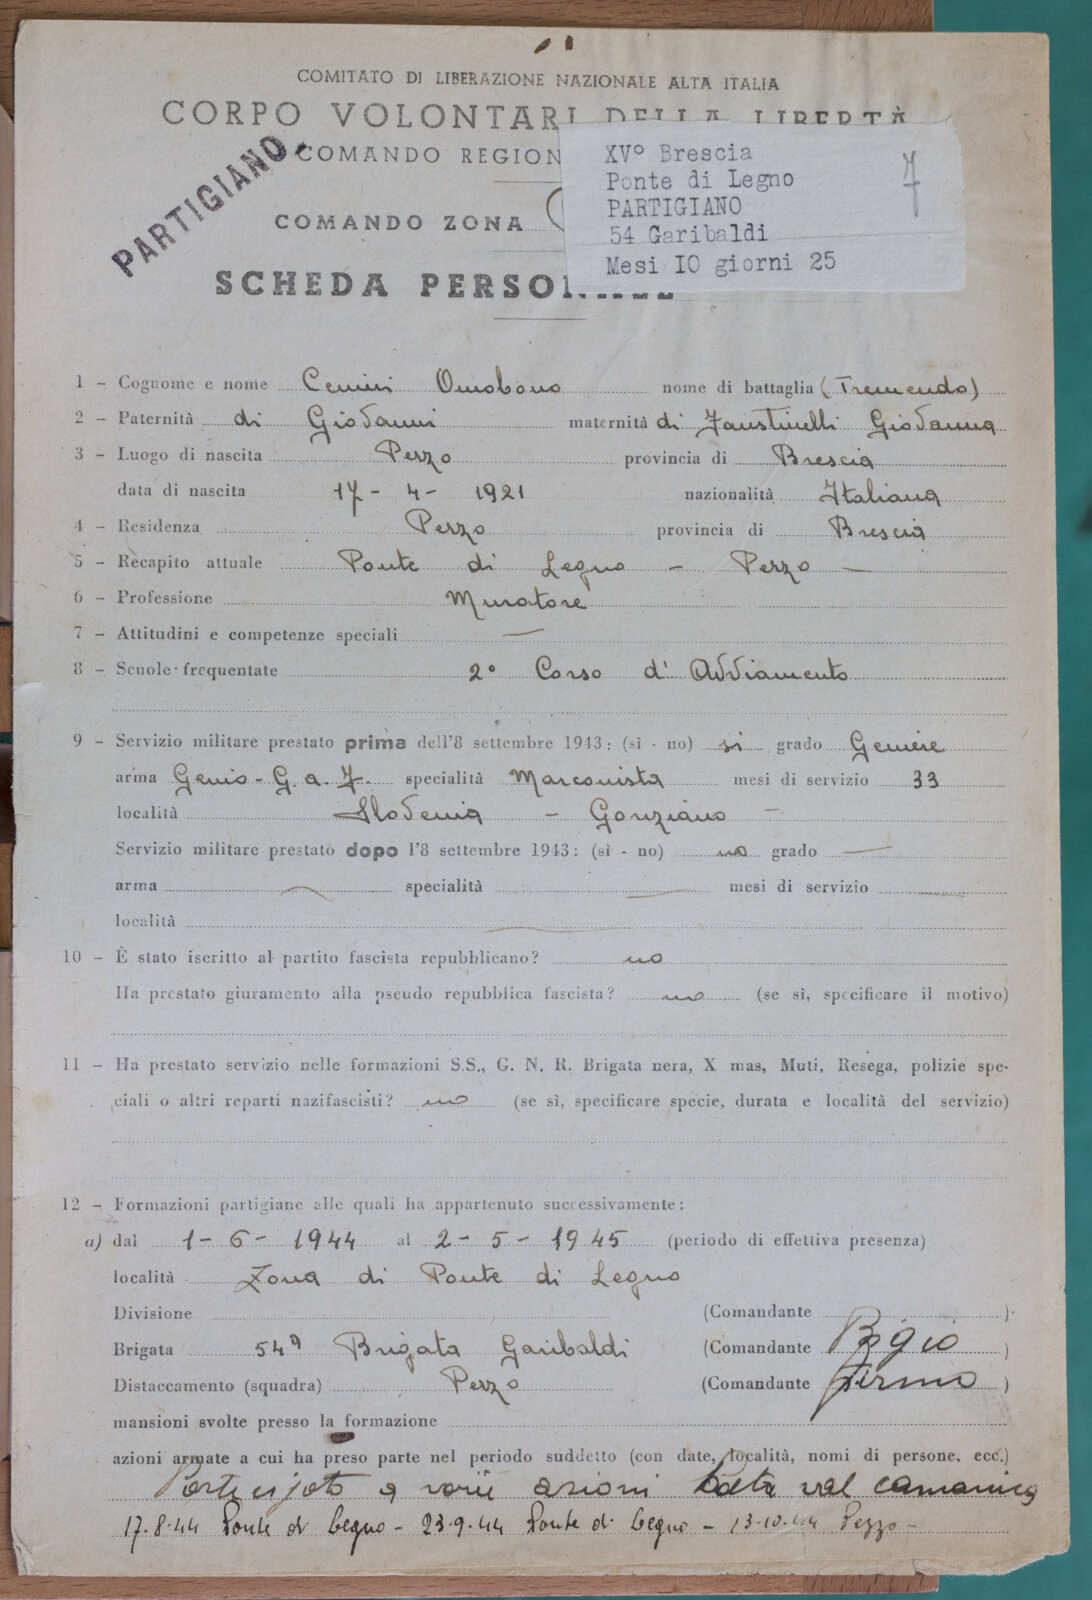 COMITATO DI LIBERAZIONE NAZIONALE ALTA ITALIA
CORPO VOLONTARI DELLA LIBERTÀ
COMANDO REGION
PARTIGIANO
XV° Brescia
Ponte di Legno
PARTIGIANO
54 Garibaldi
Mesi IO giorni 25
7
COMANDO ZONA
SCHEDA PERSONALE
1 - Cognome e nome Cenini Omobono nome di battaglia (Tremendo)
2 - Paternità di Giovanni maternità di Faustinelli Giovanna
3 - Luogo di nascita Pezzo provincia di Brescia
data di nascita 17 - 4 - 1921 nazionalità Italiana
4 - Residenza Pezzo provincia di Brescia
5 - Recapito attuale Ponte di Legno - Pezzo -
6 - Professione Muratore
7 - Attitudini e competenze speciali —
8 - Scuole frequentate 2° Corso d' Avviamento
9 - Servizio militare prestato prima dell'8 settembre 1943: (sì - no) si grado Geniere
arma Genio - G. a. F. specialità Marconista mesi di servizio 33
località Slovenia -
Servizio militare prestato dopo l'8 settembre 1943: (sì - no) no grado —
arma — specialità — mesi di servizio —
località —
10 - È stato iscritto al partito fascista repubblicano? no
Ha prestato giuramento alla pseudo repubblica fascista? no (se sì, specificare il motivo)
11 - Ha prestato servizio nelle formazioni S.S., G. N. R. Brigata nera, X mas, Muti, Resega, polizie spe-
ciali o altri reparti nazifascisti? no (se sì, specificare specie, durata e località del servizio)
12 - Formazioni partigiane alle quali ha appartenuto successivamente:
a) dal 1 - 6 - 1944 al 2 - 5 - 1945 (periodo di effettiva presenza)
località Zona di Ponte di Legno
Divisione (Comandante )
Brigata 54a Brigata Garibaldi (Comandante Bigio )
Distaccamento (squadra) Pezzo (Comandante Fermo )
mansioni svolte presso la formazione
azioni armate a cui ha preso parte nel periodo suddetto (con date, località, nomi di persone, ecc.)
Partecipato a varie azioni val camonica
17.8.44 Ponte di Legno - 23.9.44 Ponte di Legno - 13.10.44 Pezzo -